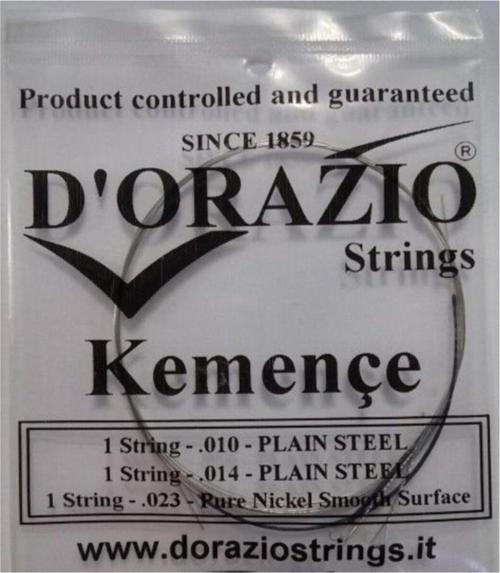 Product controlled and guaranteed
SINCE 1859
D'ORAZIO®
Strings
Kemençe
1 String - .010 - PLAIN STEEL
1 String - .014 - PLAIN STEEL
1 String - .023 - Pure Nickel Smooth Surface
www.doraziostrings.it